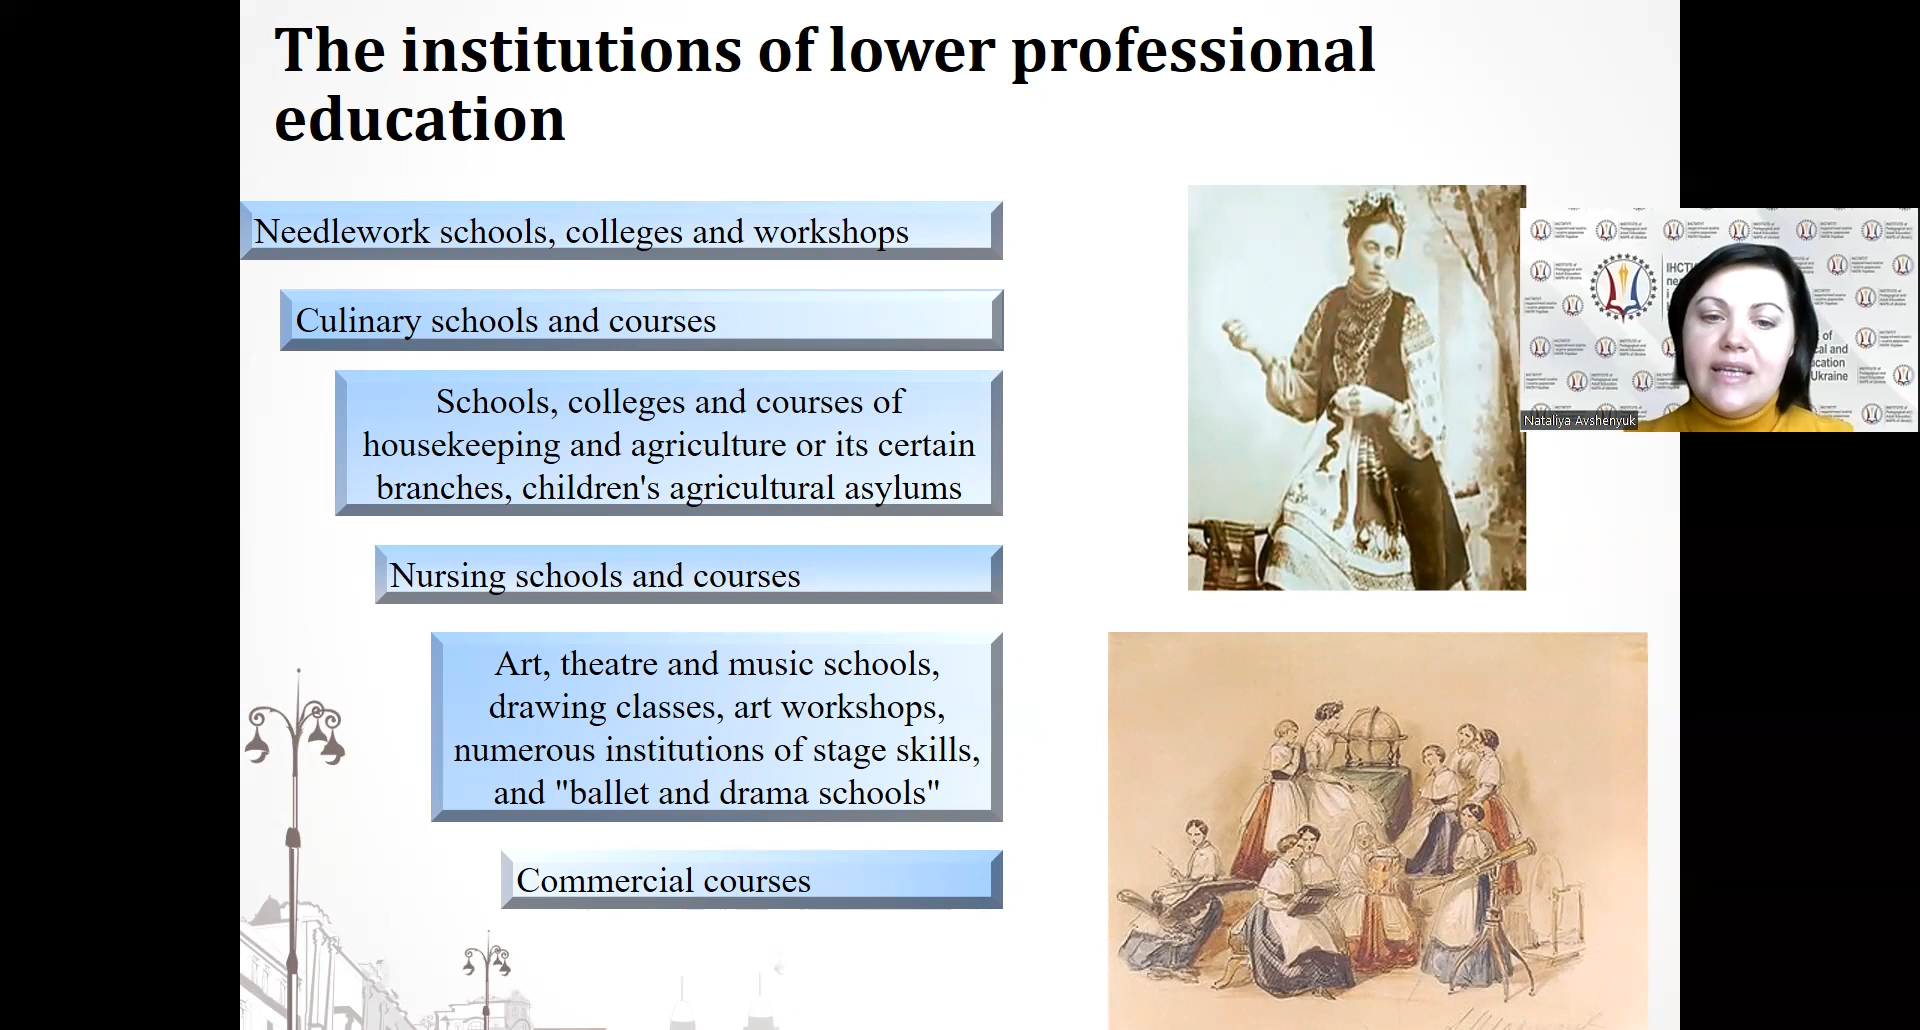 The institutions of lower professional
education
Needlework schools, colleges and workshops
Culinary schools and courses
Schools, colleges and courses of
housekeeping and agriculture or its certain
branches, children's agricultural asylums
Nursing schools and courses
Art, theatre and music schools,
drawing classes, art workshops,
numerous institutions of stage skills,
and "ballet and drama schools"
Commercial courses
Nataliya Avshenyuk
of
and
Ukraine